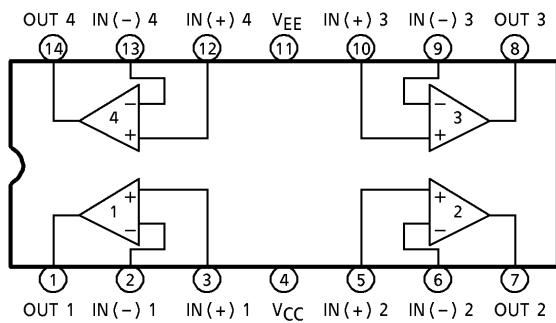 OUT 4 IN(−) 4 IN(+) 4 VEE IN(+) 3 IN(−) 3 OUT 3
14 13 12 11 10 9 8
4 − + − + 3
1 + − + − 2
1 2 3 4 5 6 7
OUT 1 IN(−) 1 IN(+) 1 VCC IN(+) 2 IN(−) 2 OUT 2